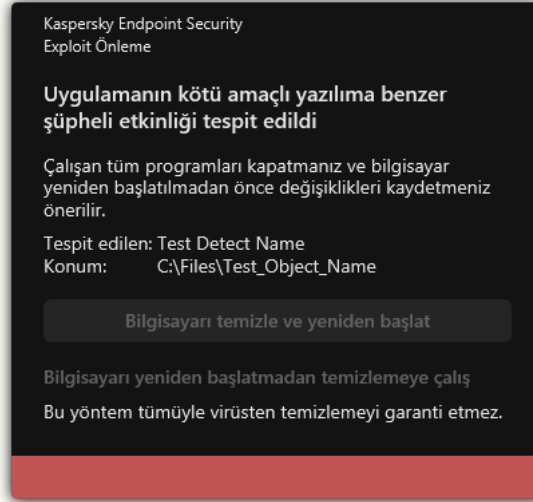 Kaspersky Endpoint Security
Exploit Önleme
Uygulamanın kötü amaçlı yazılıma benzer
şüpheli etkinliği tespit edildi
Çalışan tüm programları kapatmanız ve bilgisayar
yeniden başlatılmadan önce değişiklikleri kaydetmeniz
önerilir.
Tespit edilen: Test Detect Name
Konum: C:\Files\Test_Object_Name
Bilgisayarı temizle ve yeniden başlat
Bilgisayarı yeniden başlatmadan temizlemeye çalış
Bu yöntem tümüyle virüsten temizlemeyi garanti etmez.